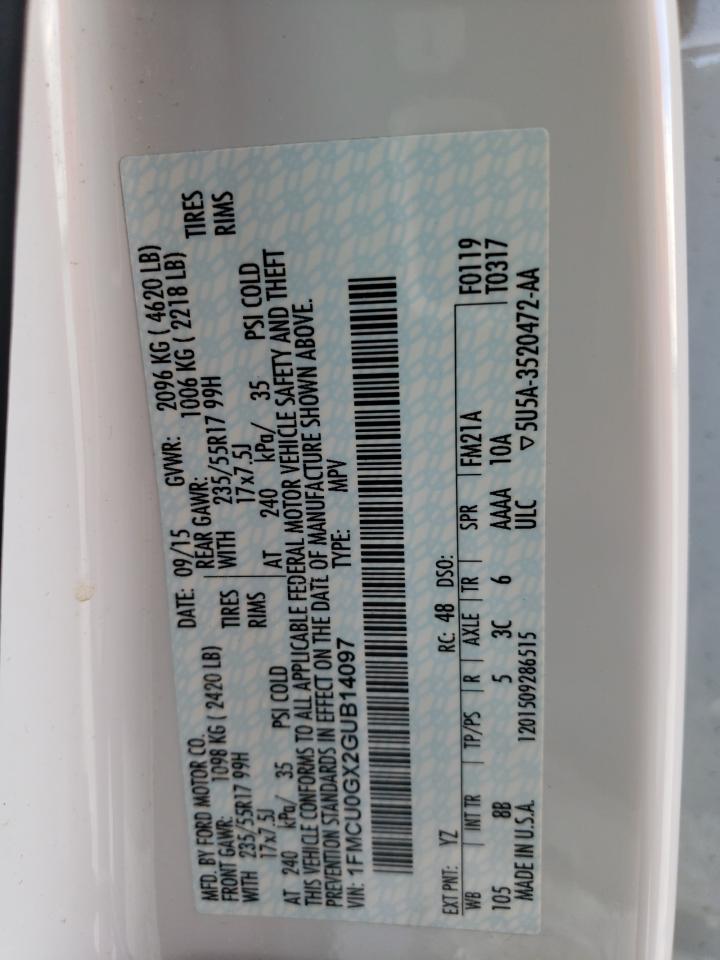 MFD. BY FORD MOTOR CO. DATE: 09/15 GVWR: 2096 KG ( 4620 LB)
FRONT GAWR: 1098 KG ( 2420 LB) REAR GAWR: 1006 KG ( 2218 LB)
WITH 235/55R17 99H TIRES WITH 235/55R17 99H TIRES
17x7.5J RIMS 17x7.5J RIMS
AT 240 kPa/ 35 PSI COLD AT 240 kPa/ 35 PSI COLD
THIS VEHICLE CONFORMS TO ALL APPLICABLE FEDERAL MOTOR VEHICLE SAFETY AND THEFT
PREVENTION STANDARDS IN EFFECT ON THE DATE OF MANUFACTURE SHOWN ABOVE.
VIN: 1FMCU0GX2GUB14097 TYPE: MPV
EXT PNT: YZ RC: 48 DSO: F0119
WB INT TR TP/PS R AXLE TR SPR FM21A T0317
105 8B 5 3C 6 AAAA 10A
MADE IN U.S.A. 1201509286515 ULC ▽5U5A-3520472-AA